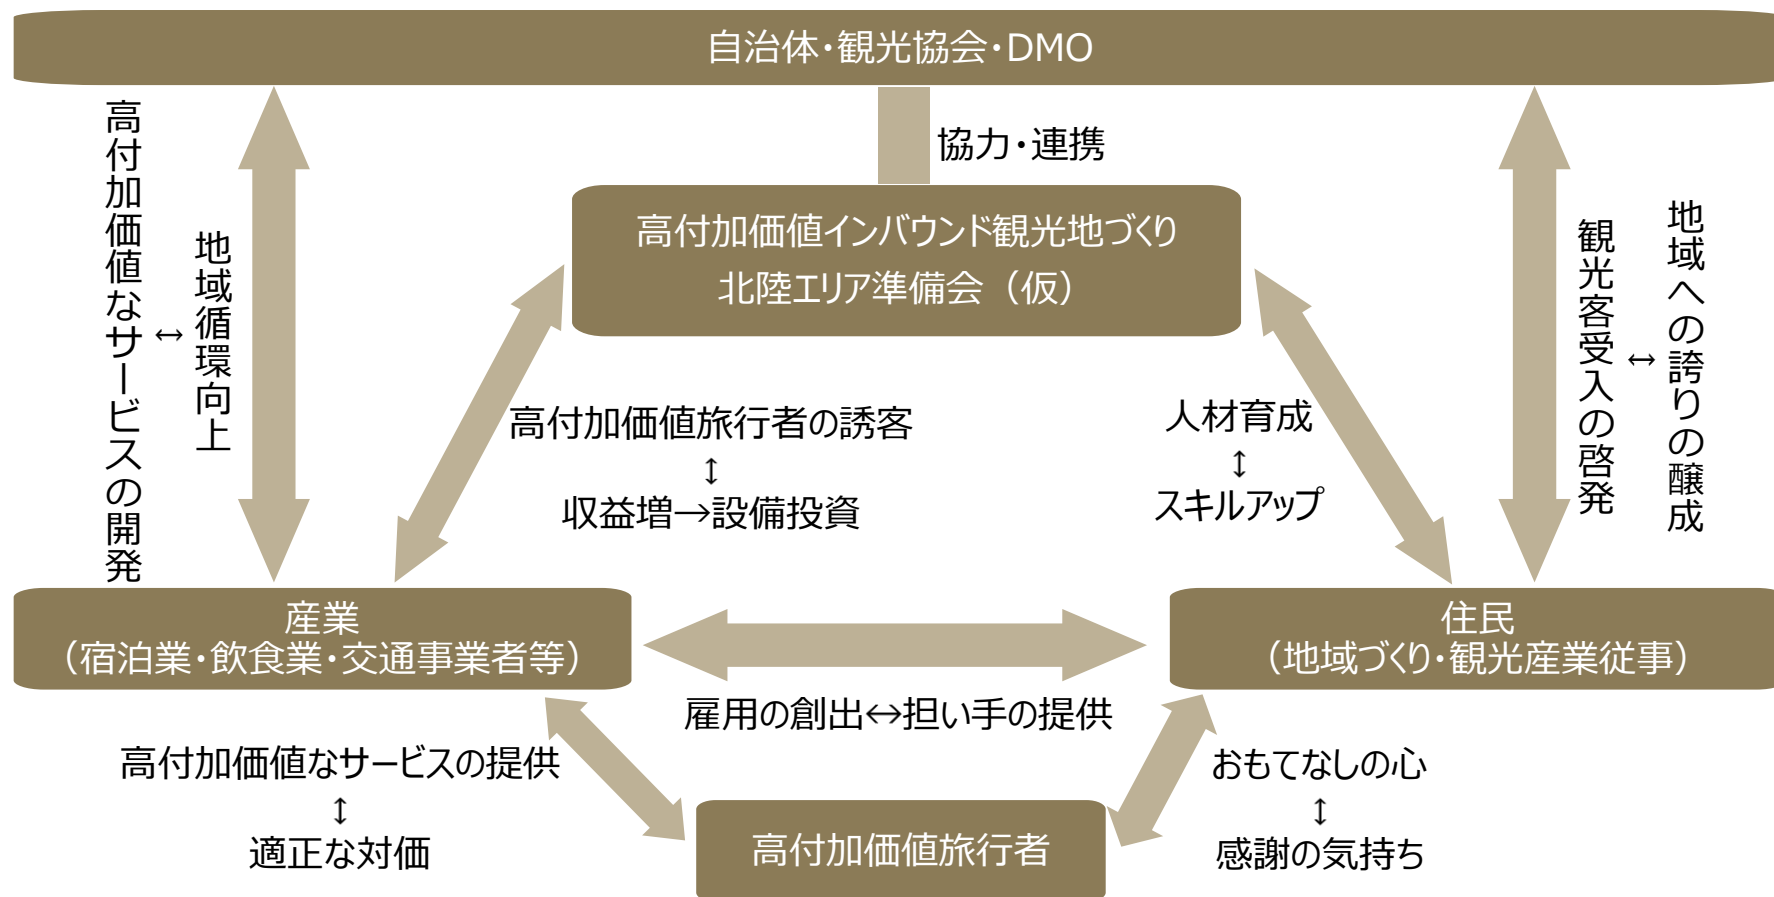 自治体・観光協会・DMO
協力・連携
高付加価値なサービスの開発
↔
地域循環向上
高付加価値インバウンド観光地づくり
北陸エリア準備会（仮）
観光客受入の啓発
↔
地域への誇りの醸成
高付加価値旅行者の誘客
↕
収益増→設備投資
人材育成
↕
スキルアップ
産業
（宿泊業・飲食業・交通事業者等）
住民
（地域づくり・観光産業従事）
雇用の創出↔担い手の提供
高付加価値なサービスの提供
↕
適正な対価
おもてなしの心
↕
感謝の気持ち
高付加価値旅行者